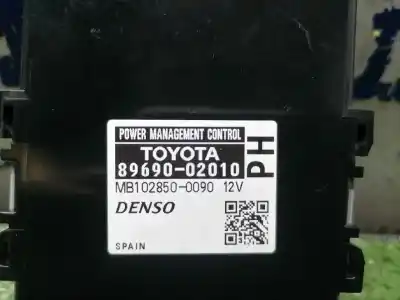 POWER MANAGEMENT CONTROL
TOYOTA
89690-02010
PH
MB102850-0090 12V
DENSO
SPAIN